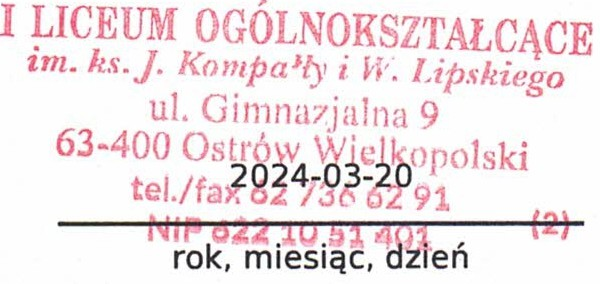 I LICEUM OGÓLNOKSZTAŁCĄCE
im. ks. J. Kompałły i W. Lipskiego
ul. Gimnazjalna 9
63-400 Ostrów Wielkopolski
2024-03-20
tel./fax 62 736 62 91
NIP 622 10 51 401 (2)
rok, miesiąc, dzień